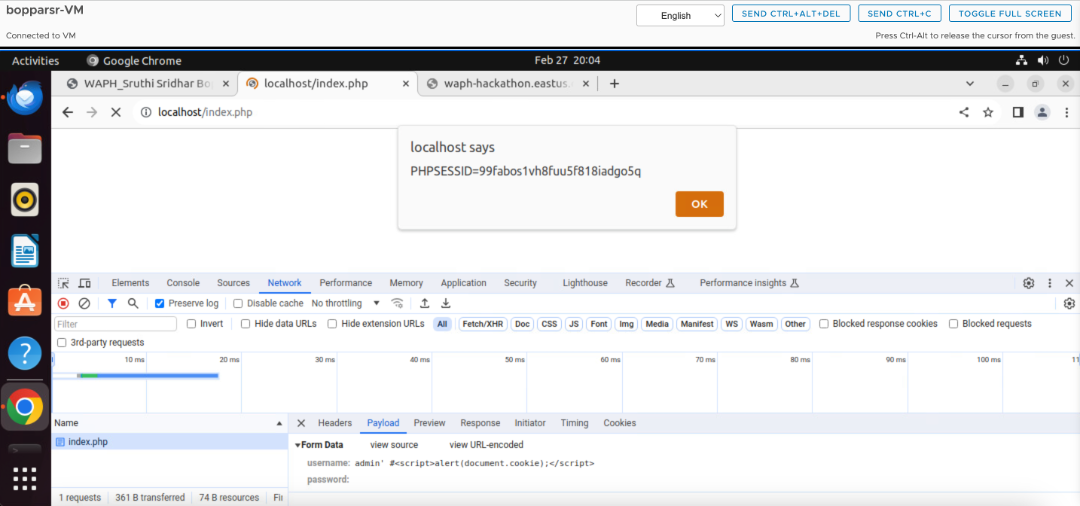 bopparsr-VM
English
SEND CTRL+ALT+DEL
SEND CTRL+C
TOGGLE FULL SCREEN
Connected to VM
Press Ctrl-Alt to release the cursor from the guest.
Activities
Google Chrome
Feb 27 20:04
WAPH_Sruthi Sridhar Bo
localhost/index.php
waph-hackathon.eastus.
localhost/index.php
localhost says
PHPSESSID=99fabos1vh8fuu5f818iadgo5q
OK
Elements Console Sources Network Performance Memory Application Security Lighthouse Recorder Performance insights
Preserve log Disable cache No throttling
Filter Invert Hide data URLs Hide extension URLs All Fetch/XHR Doc CSS JS Font Img Media Manifest WS Wasm Other Blocked response cookies Blocked requests
3rd-party requests
10 ms 20 ms 30 ms 40 ms 50 ms 60 ms 70 ms 80 ms 90 ms 100 ms 11
Name
Headers Payload Preview Response Initiator Timing Cookies
index.php
Form Data view source view URL-encoded
username: admin' #<script>alert(document.cookie);</script>
password:
1 requests 361 B transferred 74 B resources Fi